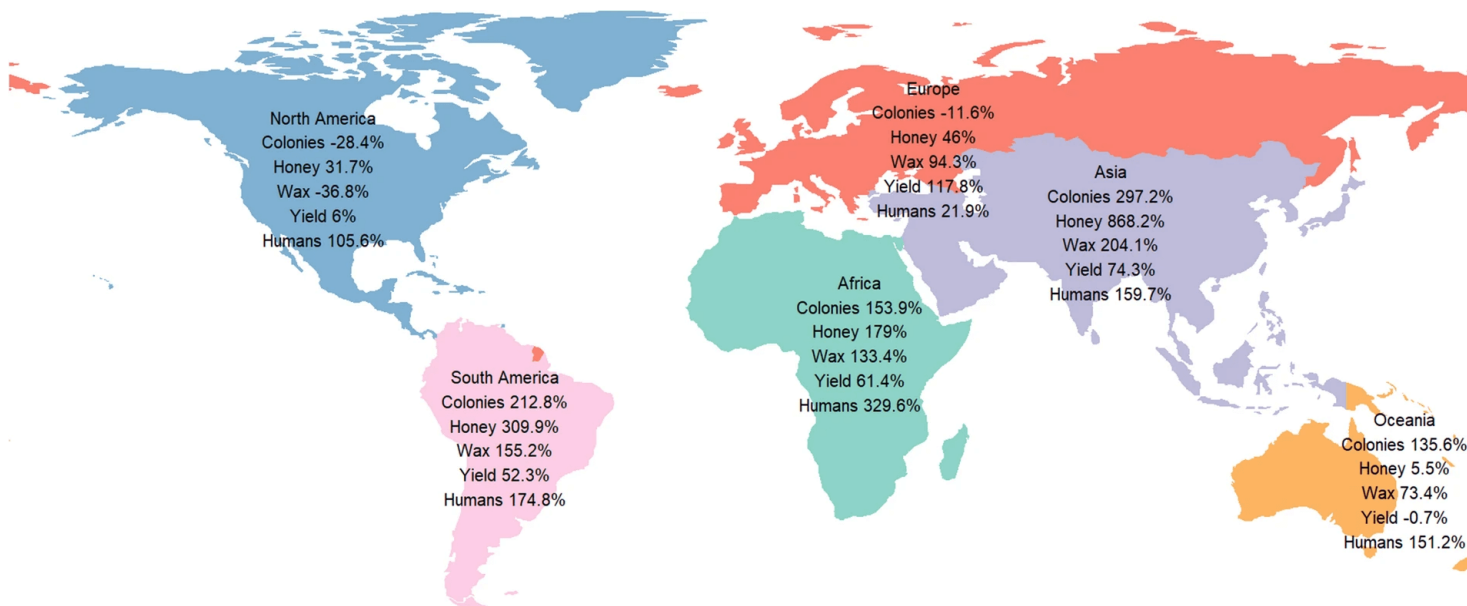 North America
Colonies -28.4%
Honey 31.7%
Wax -36.8%
Yield 6%
Humans 105.6%
Europe
Colonies -11.6%
Honey 46%
Wax 94.3%
Yield 117.8%
Humans 21.9%
Asia
Colonies 297.2%
Honey 868.2%
Wax 204.1%
Yield 74.3%
Humans 159.7%
Africa
Colonies 153.9%
Honey 179%
Wax 133.4%
Yield 61.4%
Humans 329.6%
South America
Colonies 212.8%
Honey 309.9%
Wax 155.2%
Yield 52.3%
Humans 174.8%
Oceania
Colonies 135.6%
Honey 5.5%
Wax 73.4%
Yield -0.7%
Humans 151.2%